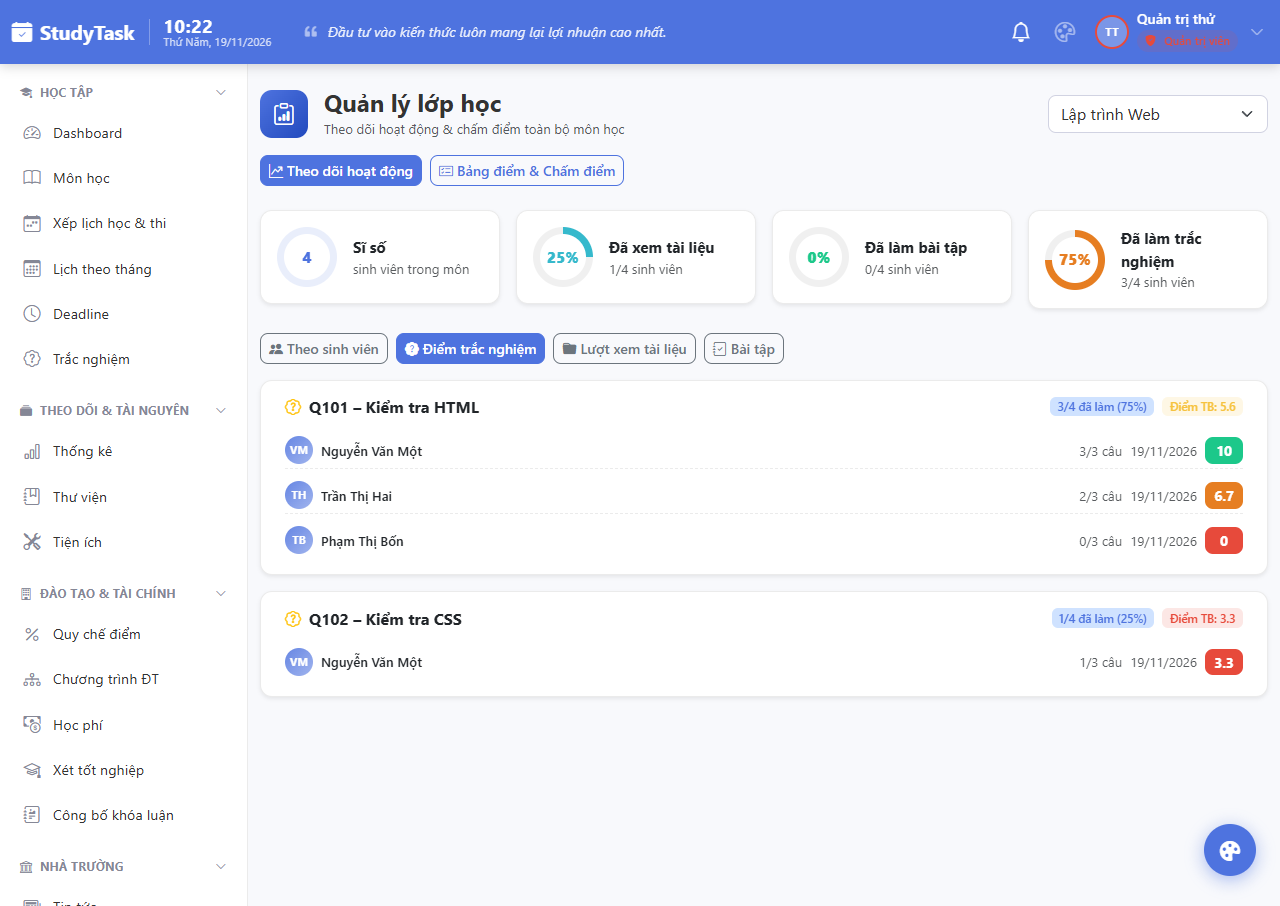 StudyTask
10:22
Thứ Năm, 19/11/2026
Đầu tư vào kiến thức luôn mang lại lợi nhuận cao nhất.
TT
Quản trị thử
Quản trị viên
HỌC TẬP
Dashboard
Môn học
Xếp lịch học & thi
Lịch theo tháng
Deadline
Trắc nghiệm
THEO DÕI & TÀI NGUYÊN
Thống kê
Thư viện
Tiện ích
ĐÀO TẠO & TÀI CHÍNH
Quy chế điểm
Chương trình ĐT
Học phí
Xét tốt nghiệp
Công bố khóa luận
NHÀ TRƯỜNG
Tin tức
Quản lý lớp học
Theo dõi hoạt động & chấm điểm toàn bộ môn học
Lập trình Web
Theo dõi hoạt động
Bảng điểm & Chấm điểm
4
Sĩ số
sinh viên trong môn
25%
Đã xem tài liệu
1/4 sinh viên
0%
Đã làm bài tập
0/4 sinh viên
75%
Đã làm trắc
nghiệm
3/4 sinh viên
Theo sinh viên
Điểm trắc nghiệm
Lượt xem tài liệu
Bài tập
Q101 – Kiểm tra HTML
3/4 đã làm (75%)
Điểm TB: 5.6
VM Nguyễn Văn Một 3/3 câu 19/11/2026 10
TH Trần Thị Hai 2/3 câu 19/11/2026 6.7
TB Phạm Thị Bốn 0/3 câu 19/11/2026 0
Q102 – Kiểm tra CSS
1/4 đã làm (25%)
Điểm TB: 3.3
VM Nguyễn Văn Một 1/3 câu 19/11/2026 3.3